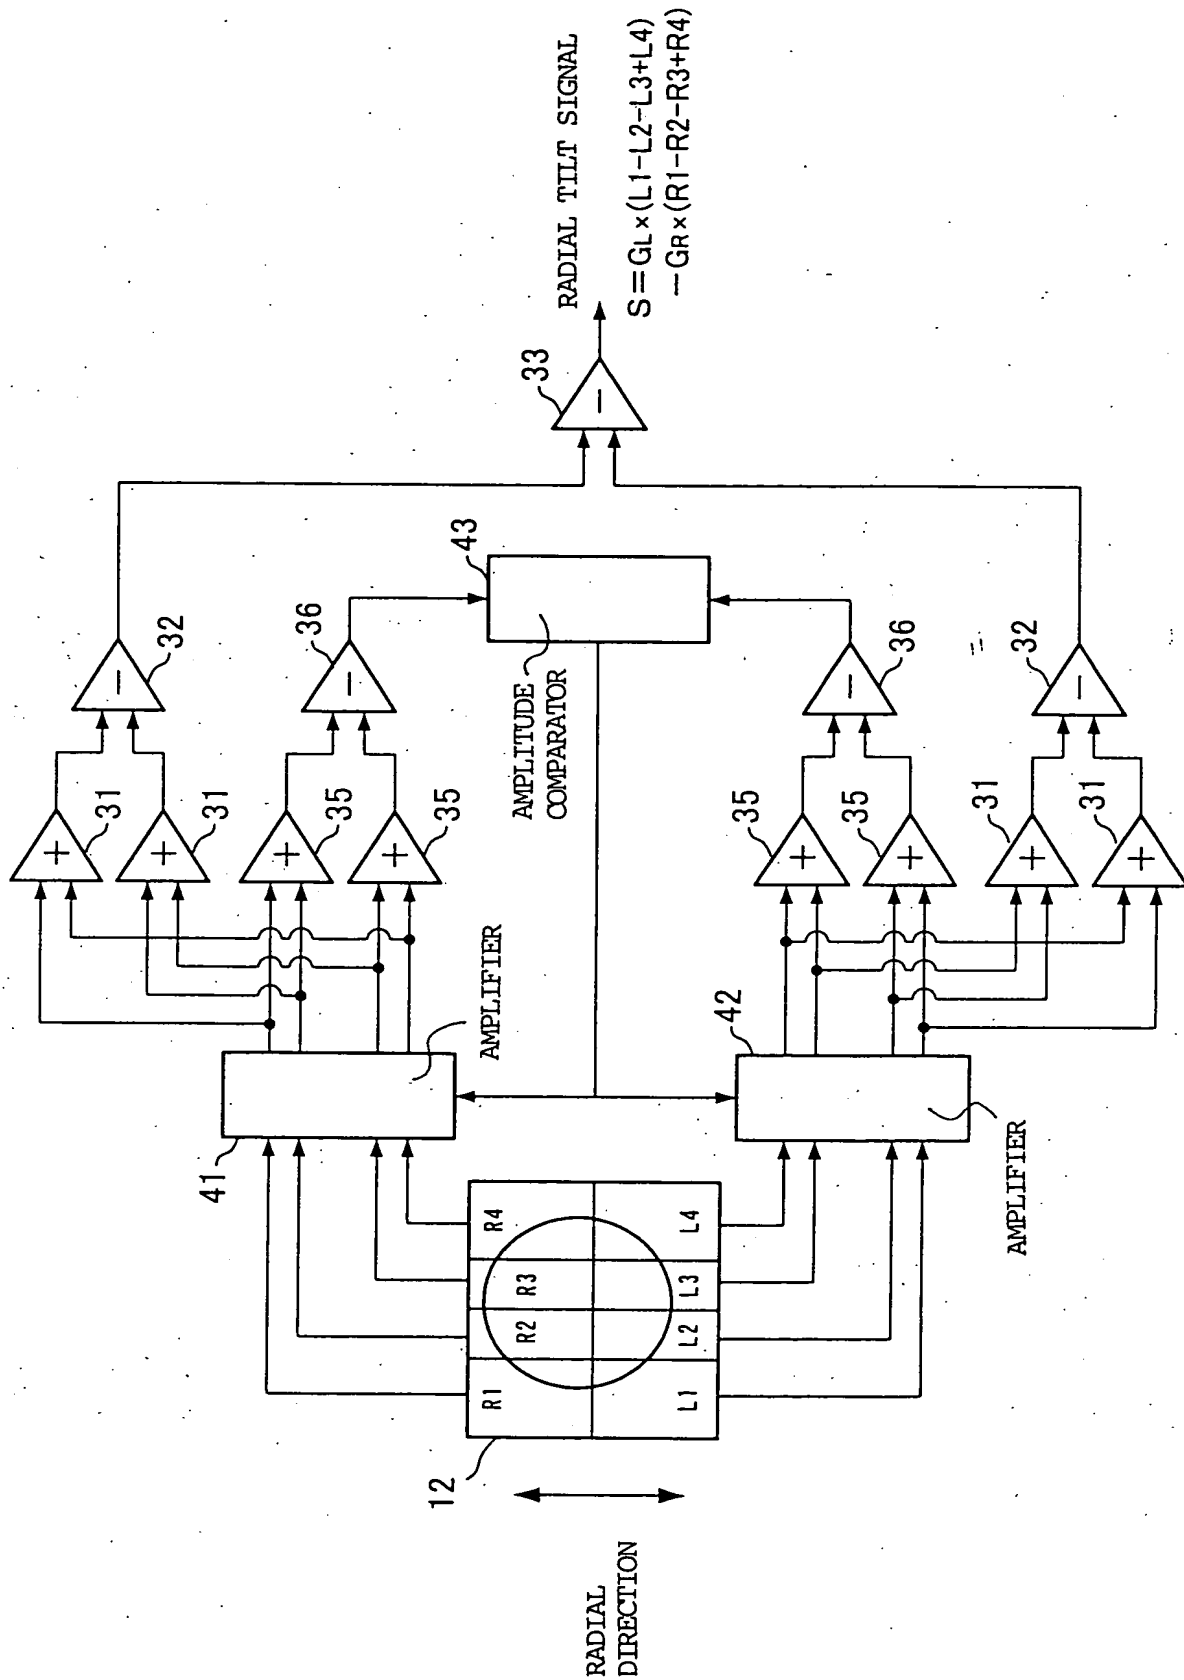 RADIAL TILT SIGNAL
S=GL×(L1-L2-L3+L4)
-GR×(R1-R2-R3+R4)
33
43
AMPLITUDE
COMPARATOR
32
36
36
32
31
31
35
35
35
35
31
31
AMPLIFIER
41
42
AMPLIFIER
R1
R2
R3
R4
L1
L2
L3
L4
12
RADIAL
DIRECTION